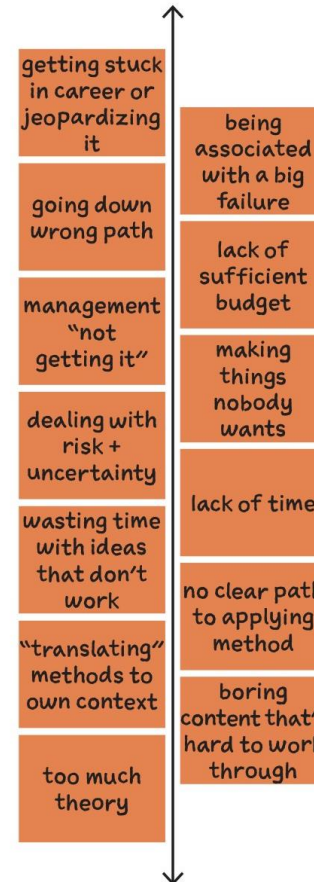 getting stuck
in career or
jeopardizing
it
being
associated
with a big
failure
going down
wrong path
lack of
sufficient
budget
management
“not
getting it”
making
things
nobody
wants
dealing with
risk +
uncertainty
lack of time
wasting time
with ideas
that don’t
work
no clear path
to applying
method
“translating”
methods to
own context
boring
content that’s
hard to work
through
too much
theory